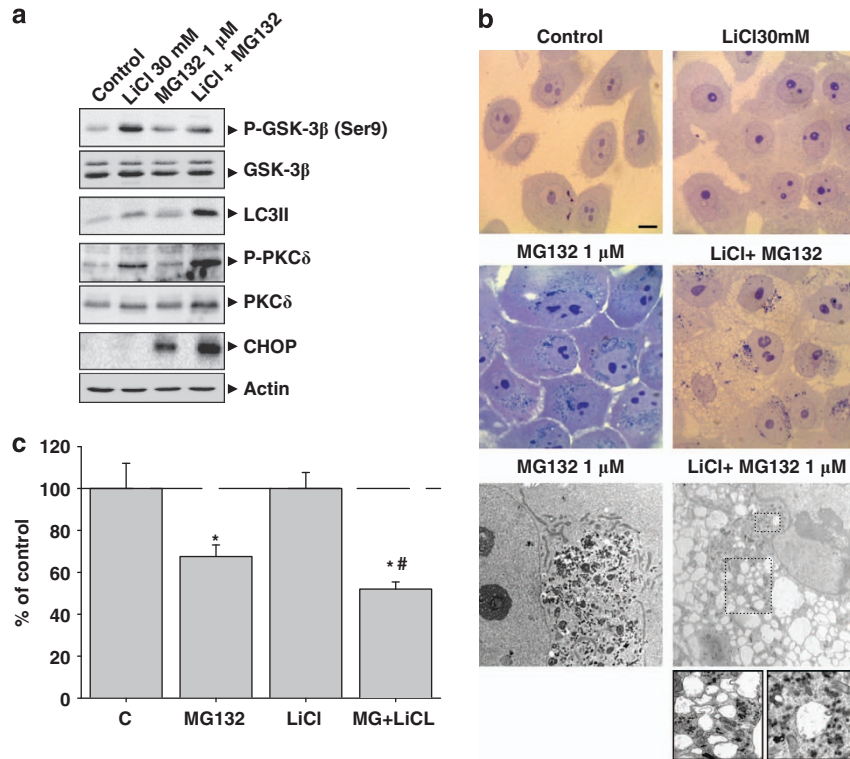 a
Control
LiCl 30 mM
MG132 1 µM
LiCl + MG132
P-GSK-3β (Ser9)
GSK-3β
LC3II
P-PKCδ
PKCδ
CHOP
Actin
b
Control
LiCl30mM
MG132 1 µM
LiCl+ MG132
MG132 1 µM
LiCl+ MG132 1 µM
c
% of control
120
100
80
60
40
20
0
*
* #
C
MG132
LiCl
MG+LiCL